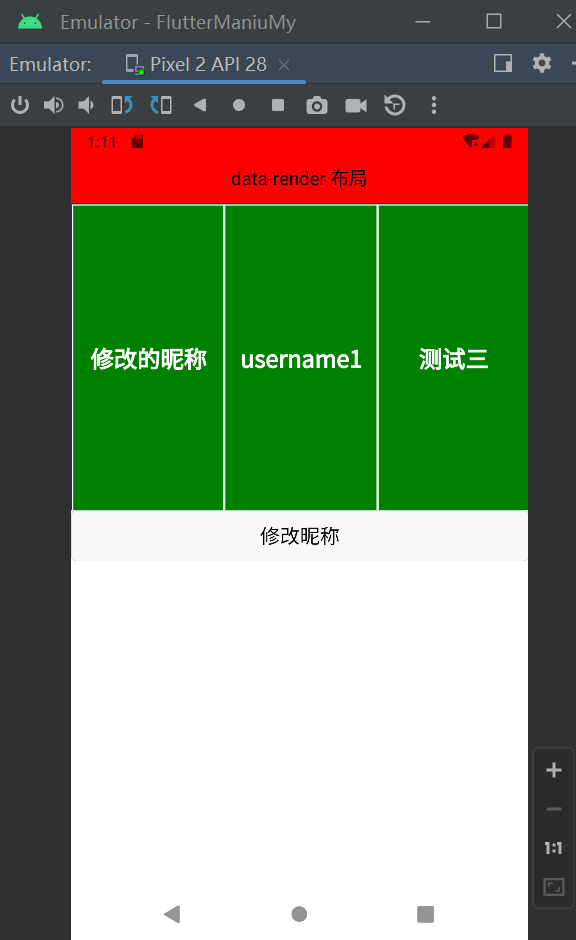 Emulator - FlutterManiuMy
Emulator: Pixel 2 API 28
1:11
data-render 布局
修改的昵称 username1 测试三
修改昵称
1:1